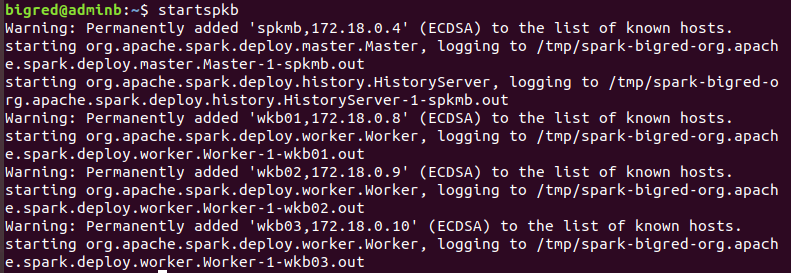 bigred@adminb:~$ startspkb
Warning: Permanently added 'spkmb,172.18.0.4' (ECDSA) to the list of known hosts.
starting org.apache.spark.deploy.master.Master, logging to /tmp/spark-bigred-org.apach
e.spark.deploy.master.Master-1-spkmb.out
starting org.apache.spark.deploy.history.HistoryServer, logging to /tmp/spark-bigred-o
rg.apache.spark.deploy.history.HistoryServer-1-spkmb.out
Warning: Permanently added 'wkb01,172.18.0.8' (ECDSA) to the list of known hosts.
starting org.apache.spark.deploy.worker.Worker, logging to /tmp/spark-bigred-org.apach
e.spark.deploy.worker.Worker-1-wkb01.out
Warning: Permanently added 'wkb02,172.18.0.9' (ECDSA) to the list of known hosts.
starting org.apache.spark.deploy.worker.Worker, logging to /tmp/spark-bigred-org.apach
e.spark.deploy.worker.Worker-1-wkb02.out
Warning: Permanently added 'wkb03,172.18.0.10' (ECDSA) to the list of known hosts.
starting org.apache.spark.deploy.worker.Worker, logging to /tmp/spark-bigred-org.apach
e.spark.deploy.worker.Worker-1-wkb03.out